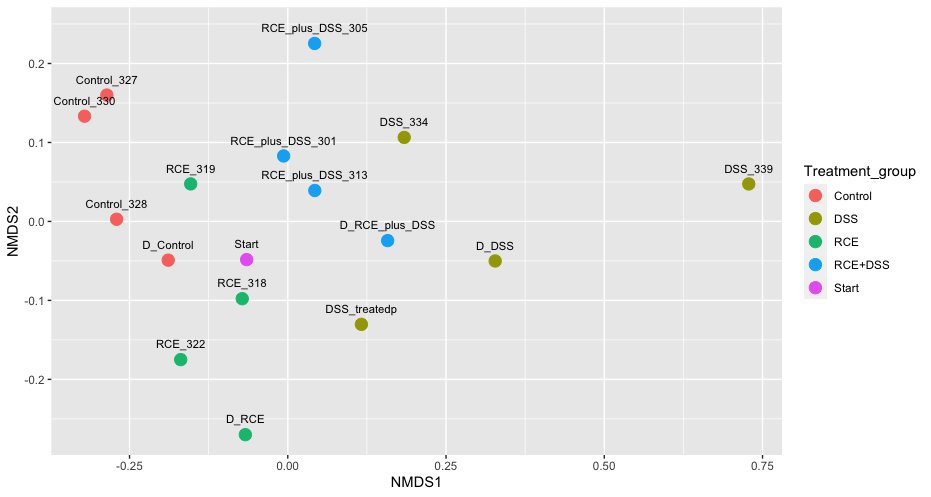 RCE_plus_DSS_305
Control_327
Control_330
DSS_334
RCE_plus_DSS_301
RCE_319
RCE_plus_DSS_313
DSS_339
Control_328
D_RCE_plus_DSS
D_Control
Start
D_DSS
RCE_318
DSS_treatedp
RCE_322
D_RCE
0.2
0.1
0.0
-0.1
-0.2
NMDS2
-0.25
0.00
0.25
0.50
0.75
NMDS1
Treatment_group
Control
DSS
RCE
RCE+DSS
Start